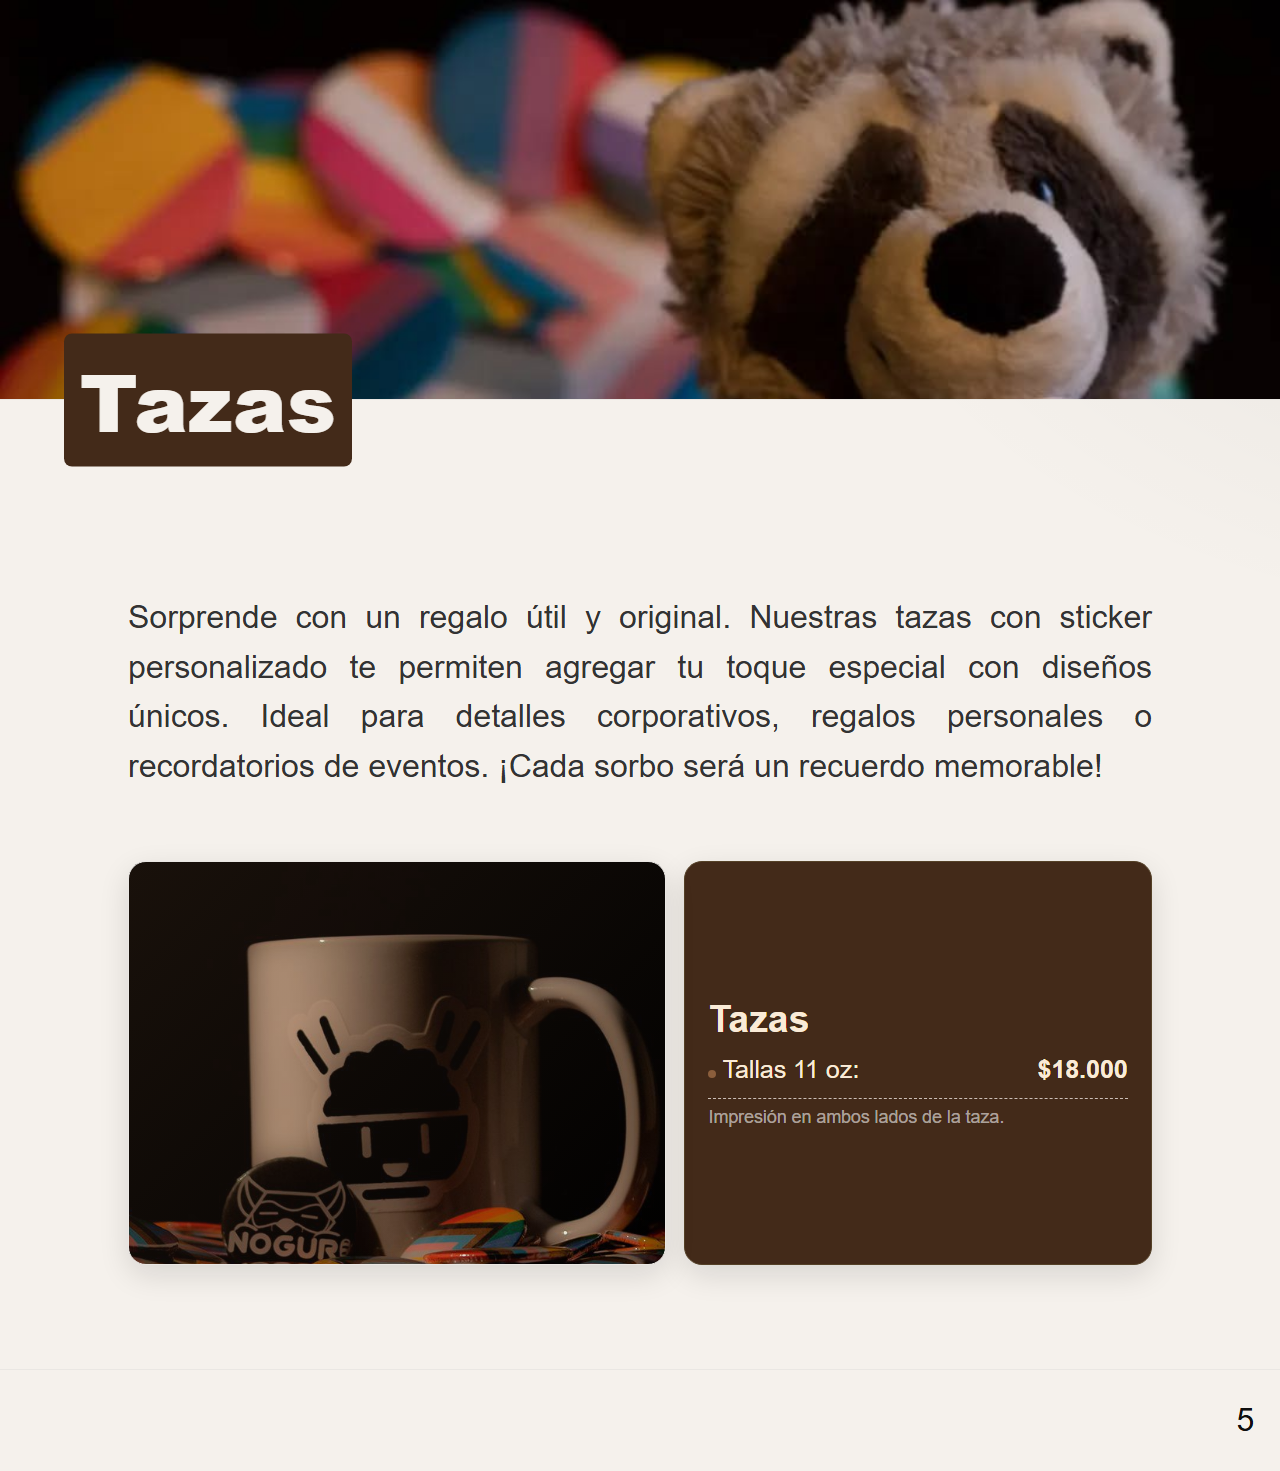 Tazas
Sorprende con un regalo útil y original. Nuestras tazas con sticker
personalizado te permiten agregar tu toque especial con diseños
únicos. Ideal para detalles corporativos, regalos personales o
recordatorios de eventos. ¡Cada sorbo será un recuerdo memorable!
Tazas
Tallas 11 oz: $18.000
Impresión en ambos lados de la taza.
NOGURE
5